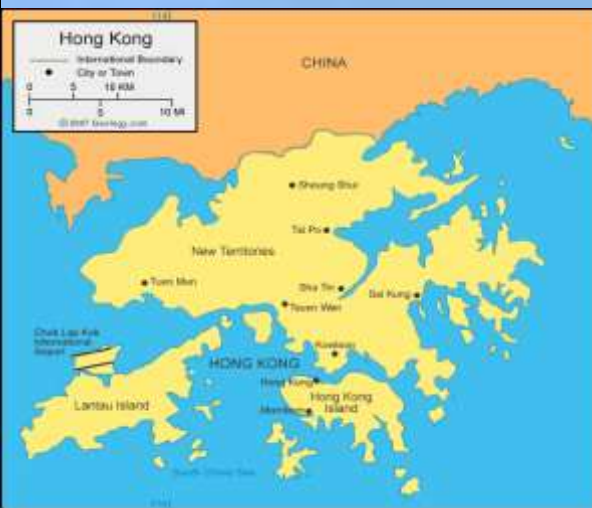 Hong Kong
International Boundary
City or Town
0 5 10 KM
0 5 10 MI
CHINA
Sheung Shui
Tai Po
New Territories
Tuen Mun
Sha Tin
Sai Kung
Tsuen Wan
Chek Lap Kok
International
Airport
Kowloon
HONG KONG
Hong Kong
Hong Kong
Island
Lantau Island
South China Sea